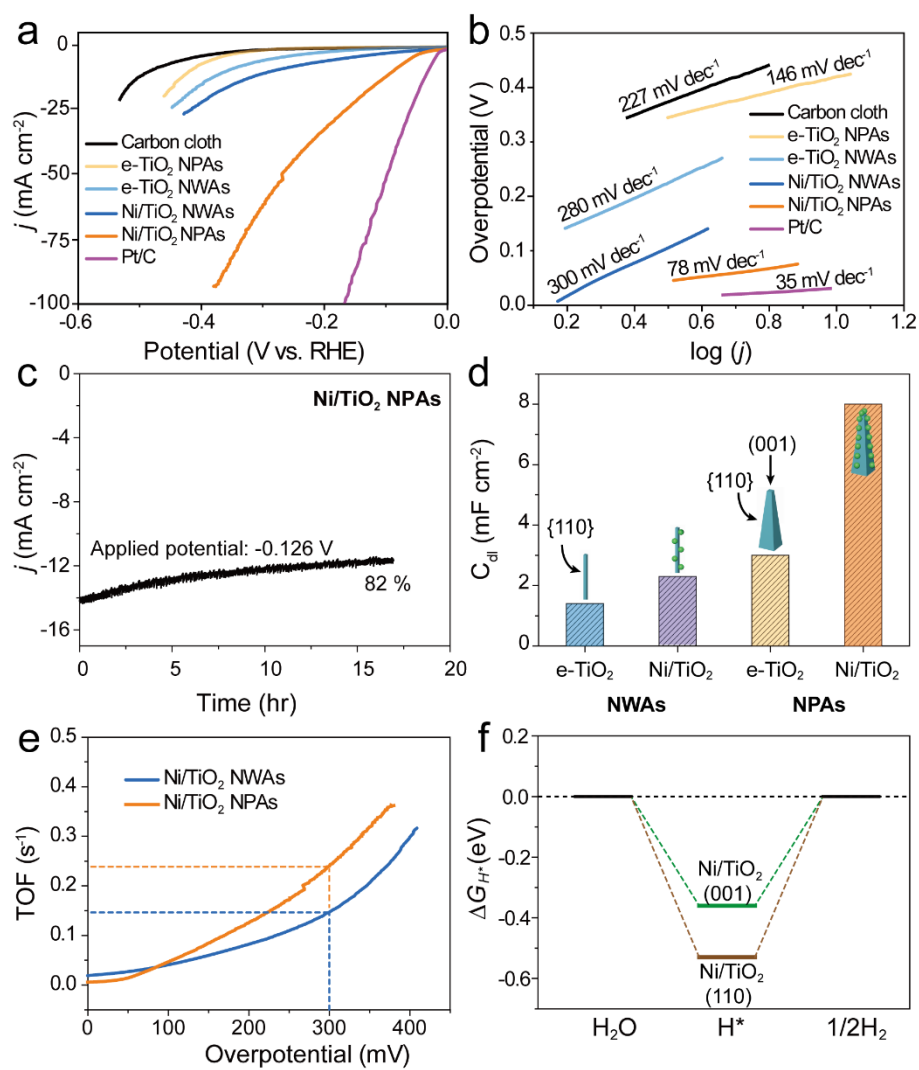 a
0
-25
-50
-75
-100
j (mA cm⁻²)
Carbon cloth
e-TiO₂ NPAs
e-TiO₂ NWAs
Ni/TiO₂ NWAs
Ni/TiO₂ NPAs
Pt/C
-0.6 -0.4 -0.2 0.0
Potential (V vs. RHE)
b
0.5
0.4
0.3
0.2
0.1
0.0
Overpotential (V)
227 mV dec⁻¹
146 mV dec⁻¹
280 mV dec⁻¹
300 mV dec⁻¹
78 mV dec⁻¹
35 mV dec⁻¹
Carbon cloth
e-TiO₂ NPAs
e-TiO₂ NWAs
Ni/TiO₂ NWAs
Ni/TiO₂ NPAs
Pt/C
0.2 0.4 0.6 0.8 1.0 1.2
log (j)
c
0
-4
-8
-12
-16
j (mA cm⁻²)
Ni/TiO₂ NPAs
Applied potential: -0.126 V
82 %
0 5 10 15 20
Time (hr)
d
8
6
4
2
0
C_dl (mF cm⁻²)
{110}
(001)
{110}
e-TiO₂ Ni/TiO₂ e-TiO₂ Ni/TiO₂
NWAs NPAs
e
0.5
0.4
0.3
0.2
0.1
0.0
TOF (s⁻¹)
Ni/TiO₂ NWAs
Ni/TiO₂ NPAs
0 100 200 300 400
Overpotential (mV)
f
0.2
0.0
-0.2
-0.4
-0.6
ΔG_H* (eV)
Ni/TiO₂
(001)
Ni/TiO₂
(110)
H₂O H* 1/2H₂